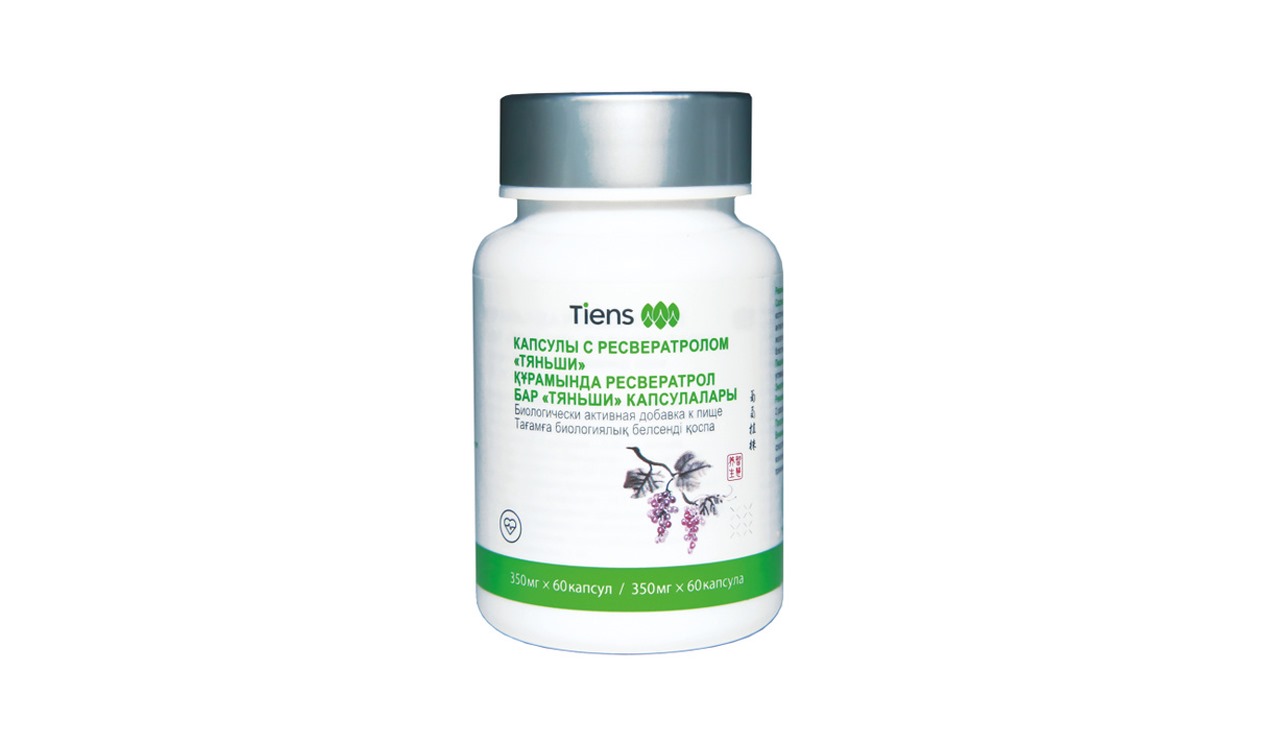 Tiens
КАПСУЛЫ С РЕСВЕРАТРОЛОМ
«ТЯНЬШИ»
ҚҰРАМЫНДА РЕСВЕРАТРОЛ
БАР «ТЯНЬШИ» КАПСУЛАЛАРЫ
Биологически активная добавка к пище
Тағамға биологиялық белсенді қоспа
350мг × 60капсул / 350мг × 60капсула